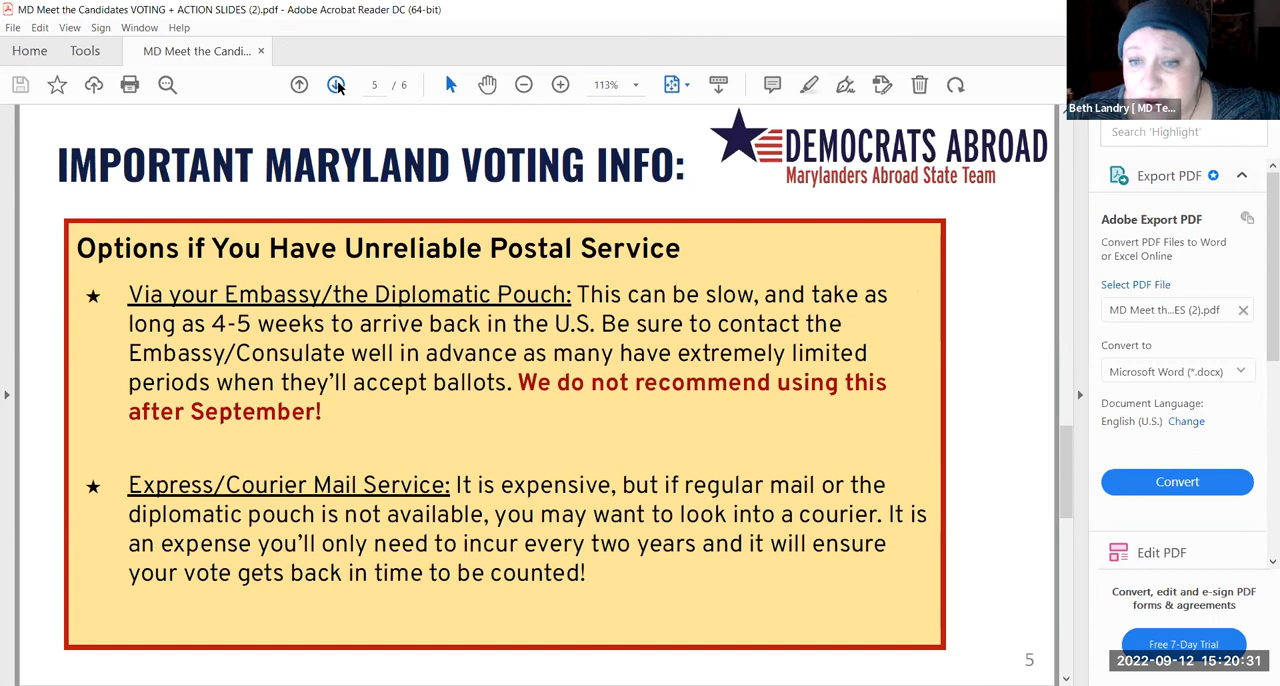 MD Meet the Candidates VOTING + ACTION SLIDES (2).pdf - Adobe Acrobat Reader DC (64-bit)
File Edit View Sign Window Help
Home Tools MD Meet the Candi... ×
5 / 6 113%
Beth Landry [ MD Te...
IMPORTANT MARYLAND VOTING INFO:
DEMOCRATS ABROAD
Marylanders Abroad State Team
Options if You Have Unreliable Postal Service
★ Via your Embassy/the Diplomatic Pouch: This can be slow, and take as
long as 4-5 weeks to arrive back in the U.S. Be sure to contact the
Embassy/Consulate well in advance as many have extremely limited
periods when they'll accept ballots. We do not recommend using this
after September!
★ Express/Courier Mail Service: It is expensive, but if regular mail or the
diplomatic pouch is not available, you may want to look into a courier. It is
an expense you'll only need to incur every two years and it will ensure
your vote gets back in time to be counted!
5
Search 'Highlight'
Export PDF
Adobe Export PDF
Convert PDF Files to Word
or Excel Online
Select PDF File
MD Meet th...ES (2).pdf
Convert to
Microsoft Word (*.docx)
Document Language:
English (U.S.) Change
Convert
Edit PDF
Convert, edit and e-sign PDF
forms & agreements
Free 7-Day Trial
2022-09-12 15:20:31